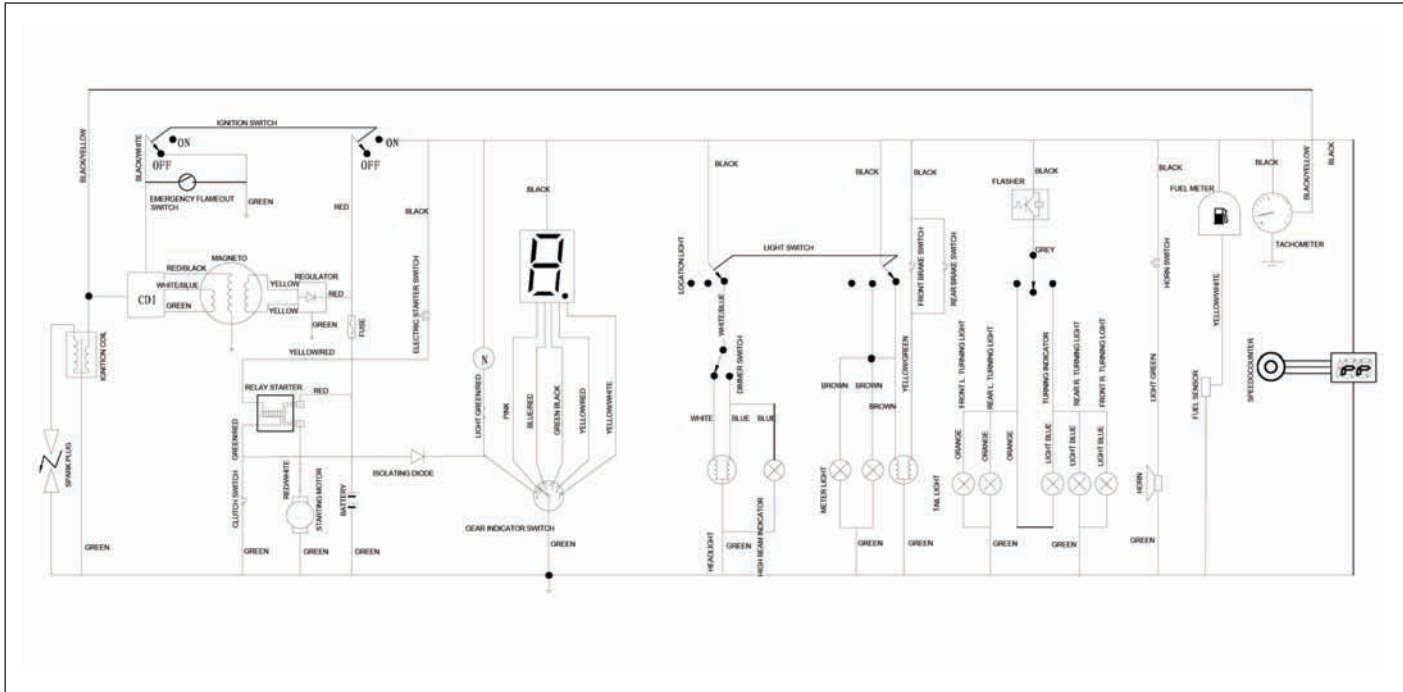 IGNITION SWITCH
BLACK/YELLOW
BLACK/WHITE
ON
OFF
ON
OFF
EMERGENCY FLAMEOUT
SWITCH
GREEN
RED
BLACK
MAGNETO
RED/BLACK
WHITE/BLUE
GREEN
CDI
YELLOW
YELLOW
REGULATOR
RED
GREEN
FUSE
ELECTRIC STARTER SWITCH
IGNITION COIL
YELLOW/RED
RELAY STARTER
RED
GREEN/RED
SPARK PLUG
CLUTCH SWITCH
RED/WHITE
STARTING MOTOR
BATTERY
ISOLATING DIODE
GREEN
GREEN
GREEN
GREEN
N
LIGHT GREEN/RED
BLACK
PINK
BLUE/RED
GREEN BLACK
YELLOW/RED
YELLOW/WHITE
GEAR INDICATOR SWITCH
GREEN
BLACK
LIGHT SWITCH
LOCATION LIGHT
WHITE/BLUE
DIMMER SWITCH
WHITE
BLUE
BLUE
HEADLIGHT
GREEN
HIGH BEAM INDICATOR
BLACK
BLACK
FRONT BRAKE SWITCH
REAR BRAKE SWITCH
BROWN
BROWN
BROWN
YELLOW/GREEN
METER LIGHT
TAIL LIGHT
GREEN
GREEN
BLACK
FLASHER
GREY
FRONT L. TURNING LIGHT
REAR L. TURNING LIGHT
TURNING INDICATOR
REAR R. TURNING LIGHT
FRONT R. TURNING LGIHT
ORANGE
ORANGE
ORANGE
LIGHT BLUE
LIGHT BLUE
LIGHT BLUE
GREEN
GREEN
BLACK
HORN SWITCH
LIGHT GREEN
HORN
GREEN
FUEL METER
YELLOW/WHITE
FUEL SENSOR
BLACK
BLACK/YELLOW
TACHOMETER
BLACK
SPEEDOCOUNTER